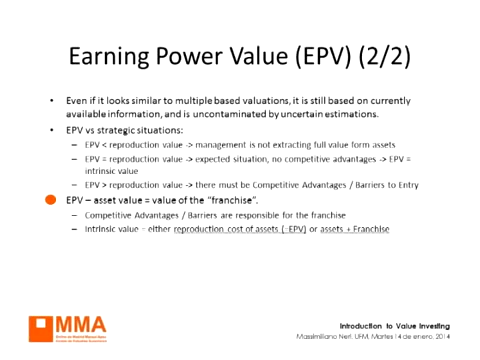 Earning Power Value (EPV) (2/2)
• Even if it looks similar to multiple based valuations, it is still based on currently
available information, and is uncontaminated by uncertain estimations.
• EPV vs strategic situations:
– EPV < reproduction value -> management is not extracting full value form assets
– EPV = reproduction value -> expected situation, no competitive advantages -> EPV =
intrinsic value
– EPV > reproduction value -> there must be Competitive Advantages / Barriers to Entry
EPV – asset value = value of the “franchise”.
– Competitive Advantages / Barriers are responsible for the franchise
– Intrinsic value = either reproduction cost of assets (=EPV) or assets + Franchise
MMA
Introduction to Value Investing
Massimiliano Neri. UFM, Martes 14 de enero, 2014